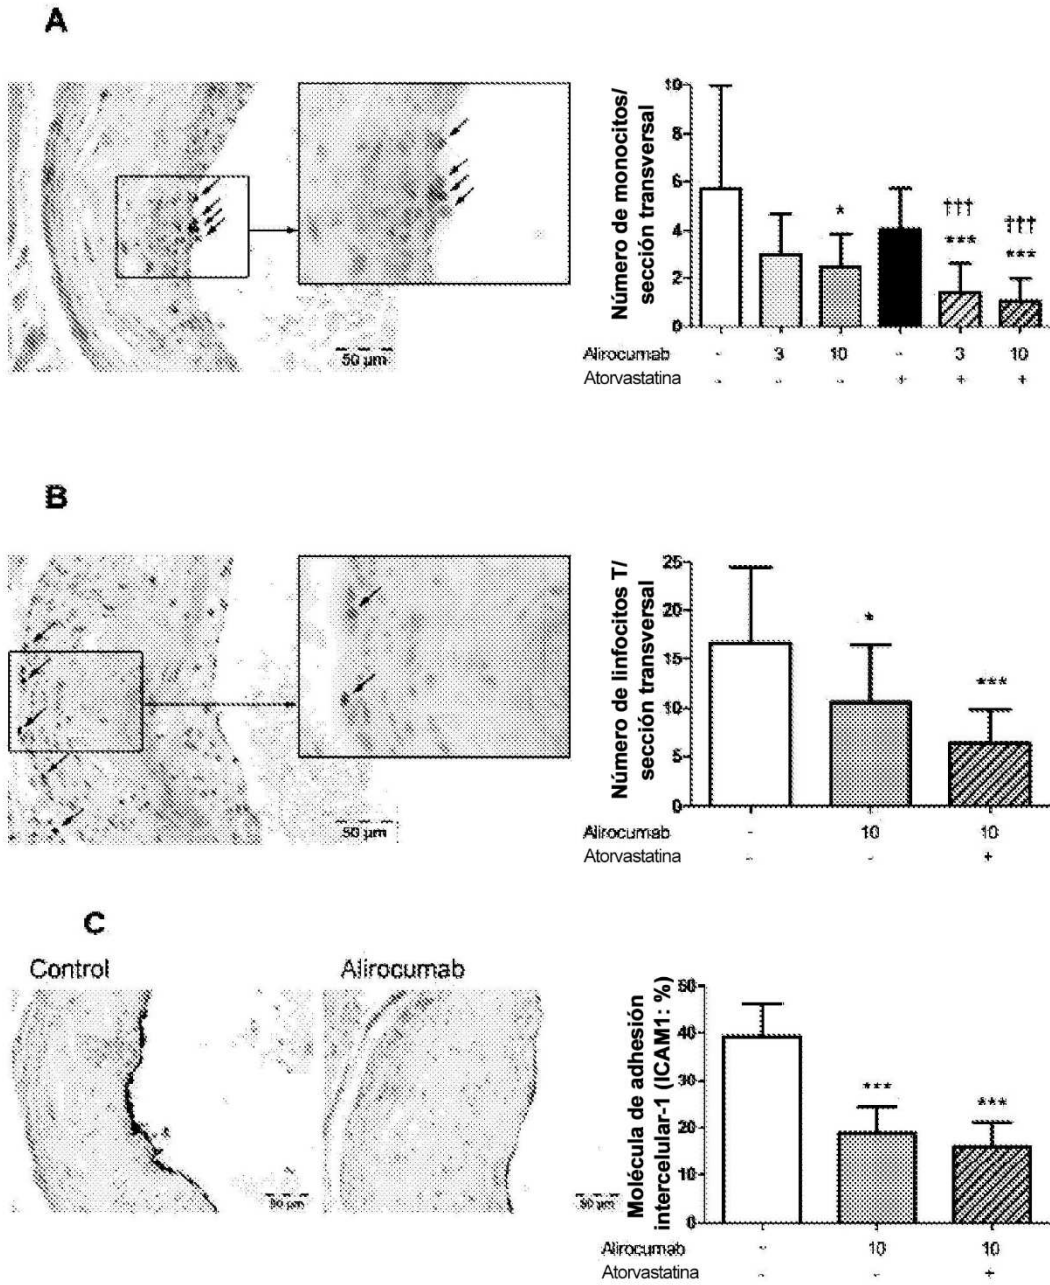 A
50 µm
Número de monocitos/
sección transversal
10
8
6
4
2
0
*
†††
***
†††
***
Alirocumab - 3 10 - 3 10
Atorvastatina - - - + + +
B
50 µm
Número de linfocitos T/
sección transversal
25
20
15
10
5
0
*
***
Alirocumab - 10 10
Atorvastatina - - +
C
Control
Alirocumab
50 µm
50 µm
Molécula de adhesión
intercelular-1 (ICAM1: %)
50
40
30
20
10
0
***
***
Alirocumab - 10 10
Atorvastatina - - +